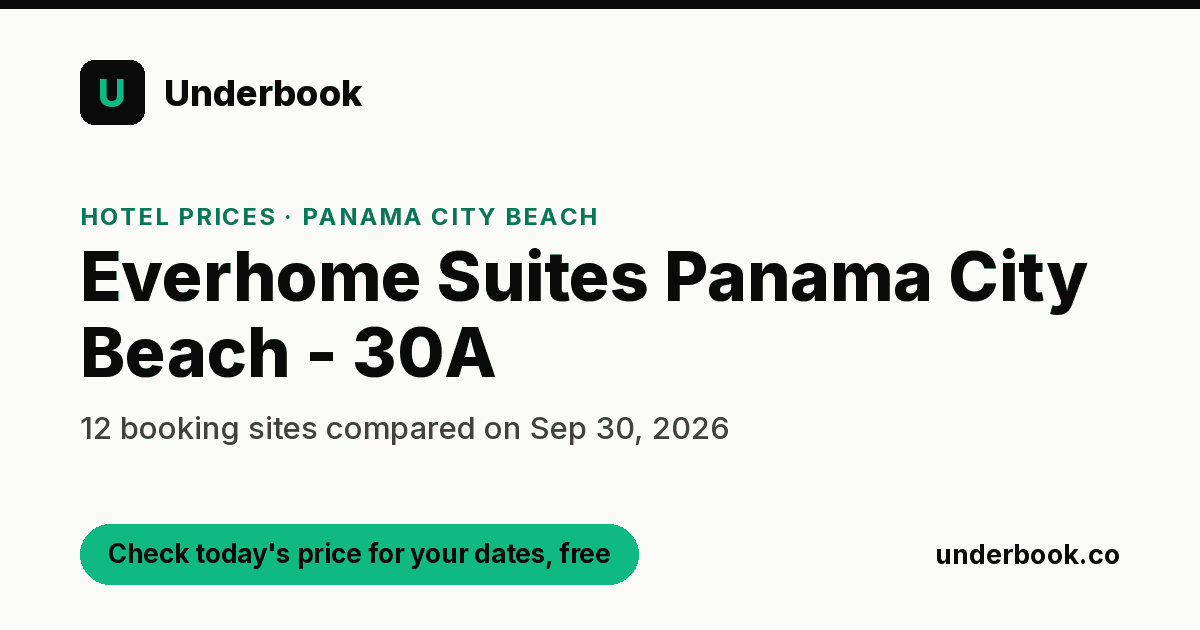 U Underbook
HOTEL PRICES · PANAMA CITY BEACH
Everhome Suites Panama City
Beach - 30A
12 booking sites compared on Sep 30, 2026
Check today's price for your dates, free
underbook.co